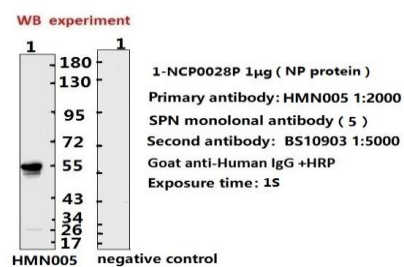 WB experiment
1
1
180
130
95
72
55
43
34
26
17
1-NCP0028P 1μg ( NP protein )
Primary antibody: HMN005 1:2000
SPN monolonal antibody ( 5 )
Second antibody: BS10903 1:5000
Goat anti-Human IgG +HRP
Exposure time: 1S
HMN005
negative control